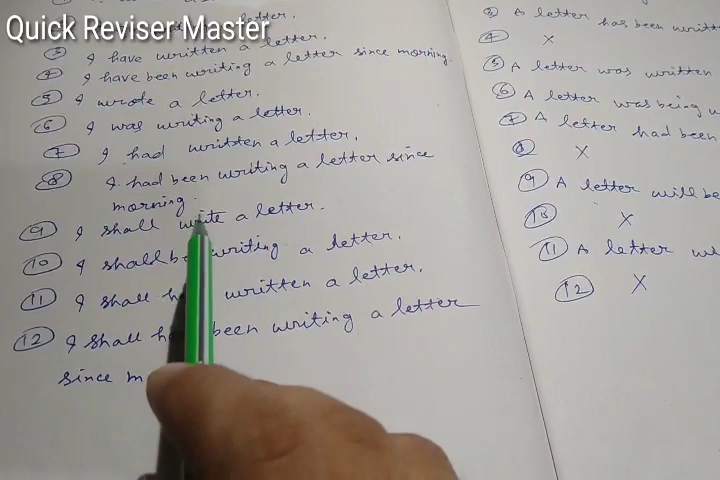 Quick Reviser Master
letter.
③ I have written a letter.
④ I have been writing a letter since morning.
⑤ I wrote a letter.
⑥ I was writing a letter.
⑦ I had written a letter.
⑧ I had been writing a letter since
morning.
⑨ I shall write a letter.
⑩ I shall be writing a letter.
⑪ I shall written a letter.
⑫ I shall been writing a letter
since
③ A letter has been
④ X
⑤ A letter was written
⑥ A letter was being
⑦ A letter had been
⑧ X
⑨ A letter will be
⑩ X
⑪ A letter
⑫ X